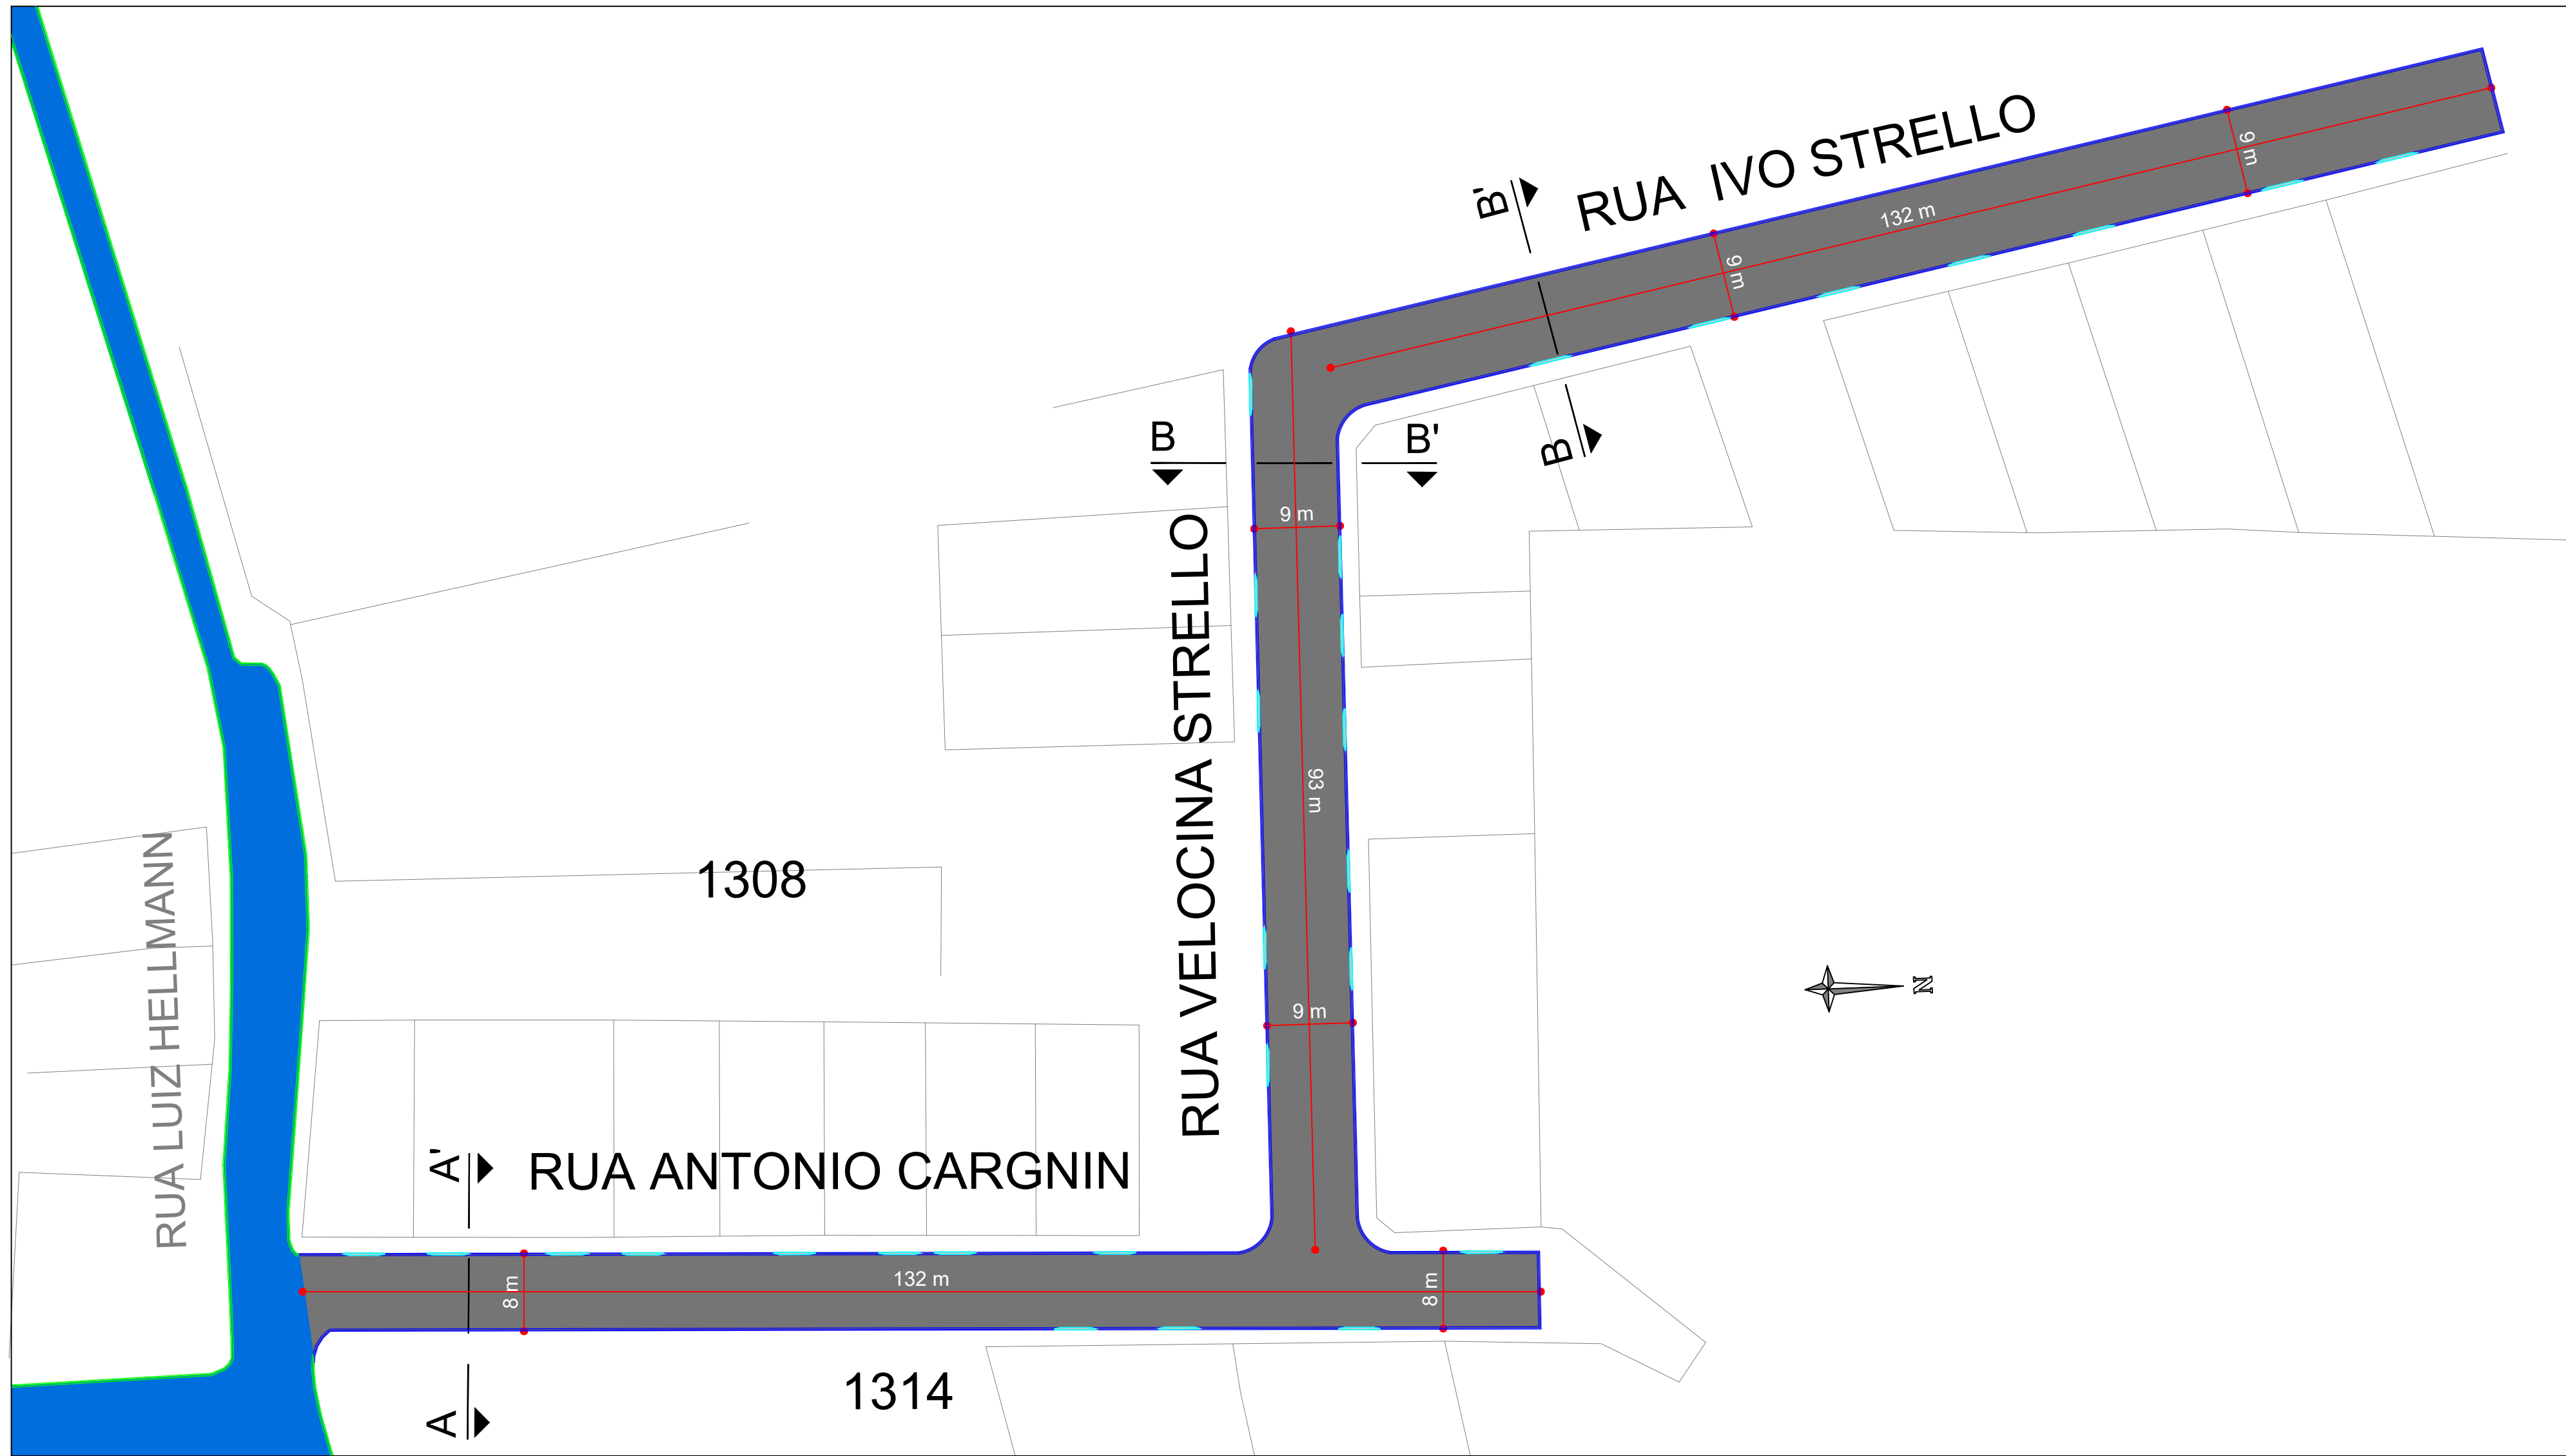 RUA  IVO STRELLO
9 m
132 m
9 m
B'
B
B
B'
9 m
RUA VELOCINA STRELLO
93 m
9 m
1308
RUA LUIZ HELLMANN
N
A'
RUA ANTONIO CARGNIN
8 m
132 m
8 m
A
1314